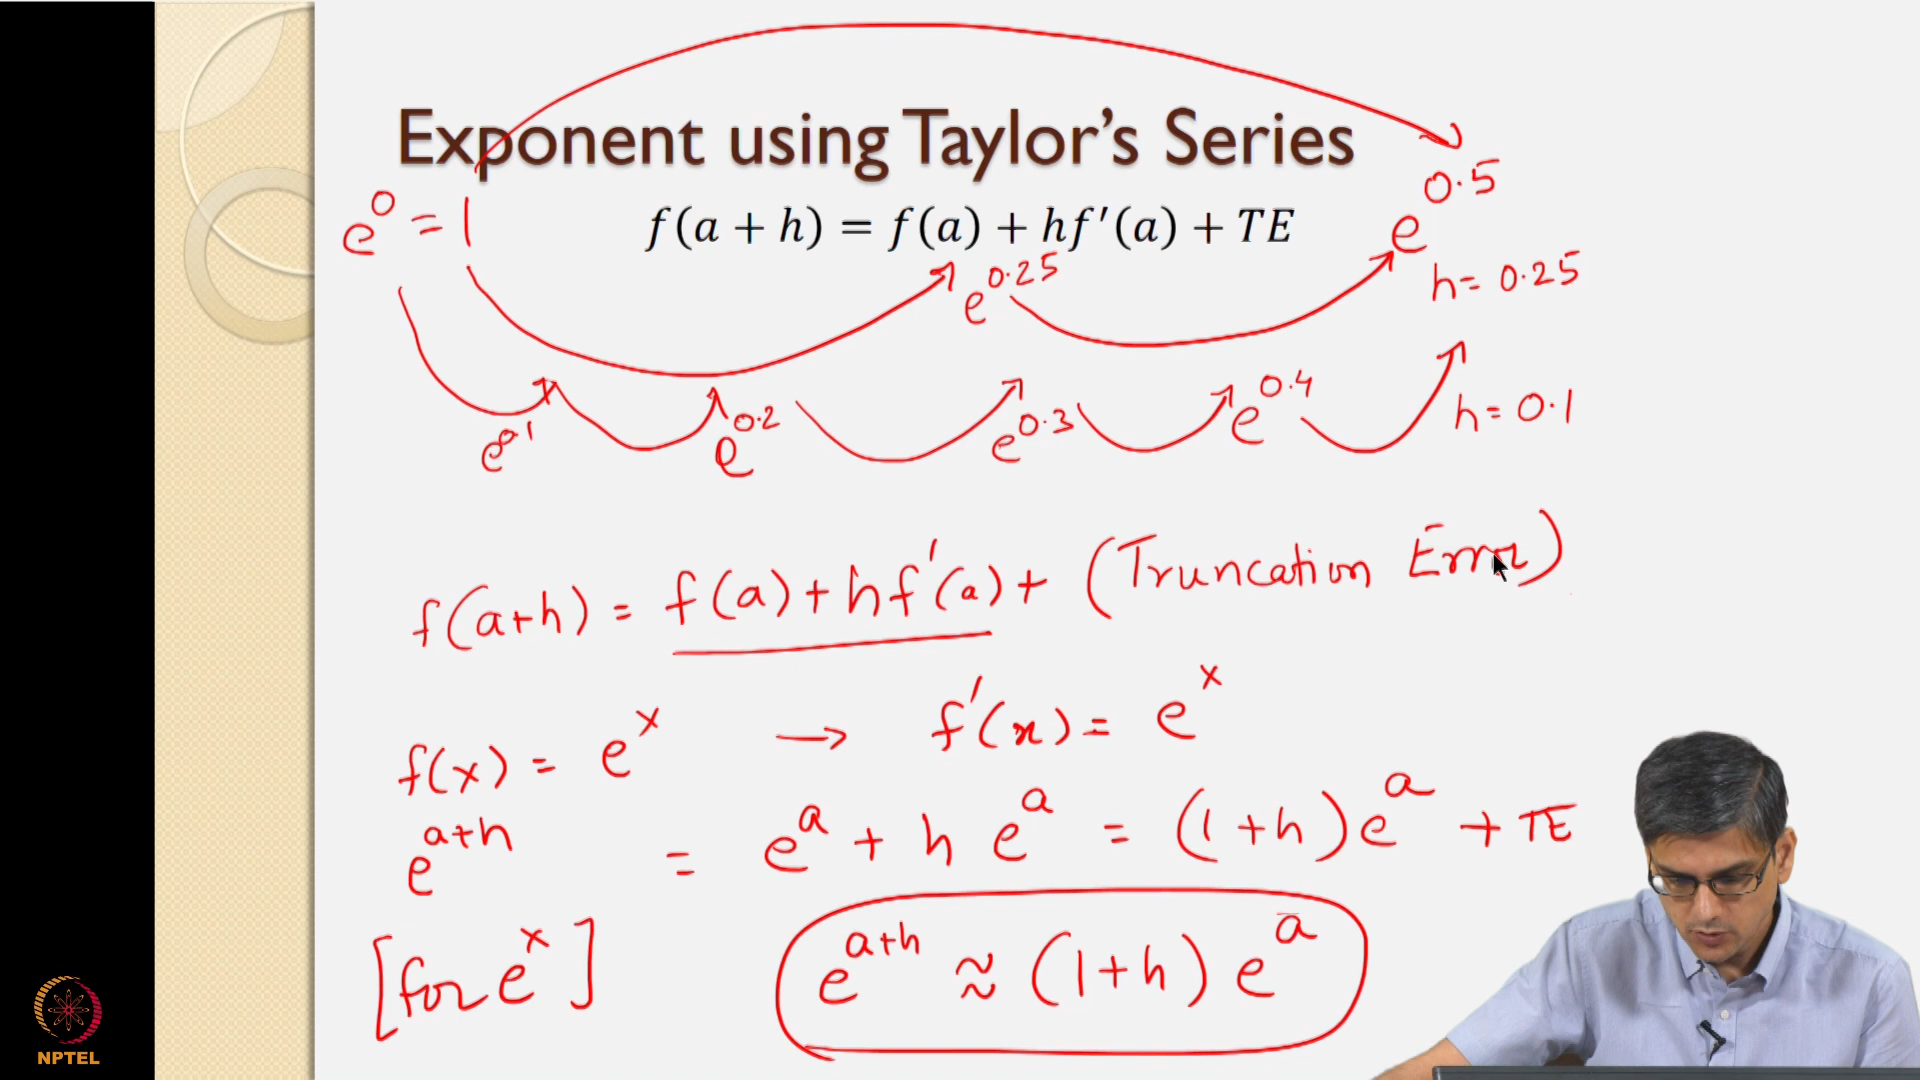 Exponent using Taylor's Series
e^0 = 1
f(a + h) = f(a) + hf′(a) + TE
e^0.5
e^0.25
h = 0.25
e^0.1
e^0.2
e^0.3
e^0.4
h = 0.1
f(a+h) = f(a) + hf'(a) + (Truncation Error)
f(x) = e^x → f'(x) = e^x
e^a+h = e^a + h e^a = (1+h)e^a + TE
[for e^x]
e^a+h ≈ (1+h) e^a
NPTEL